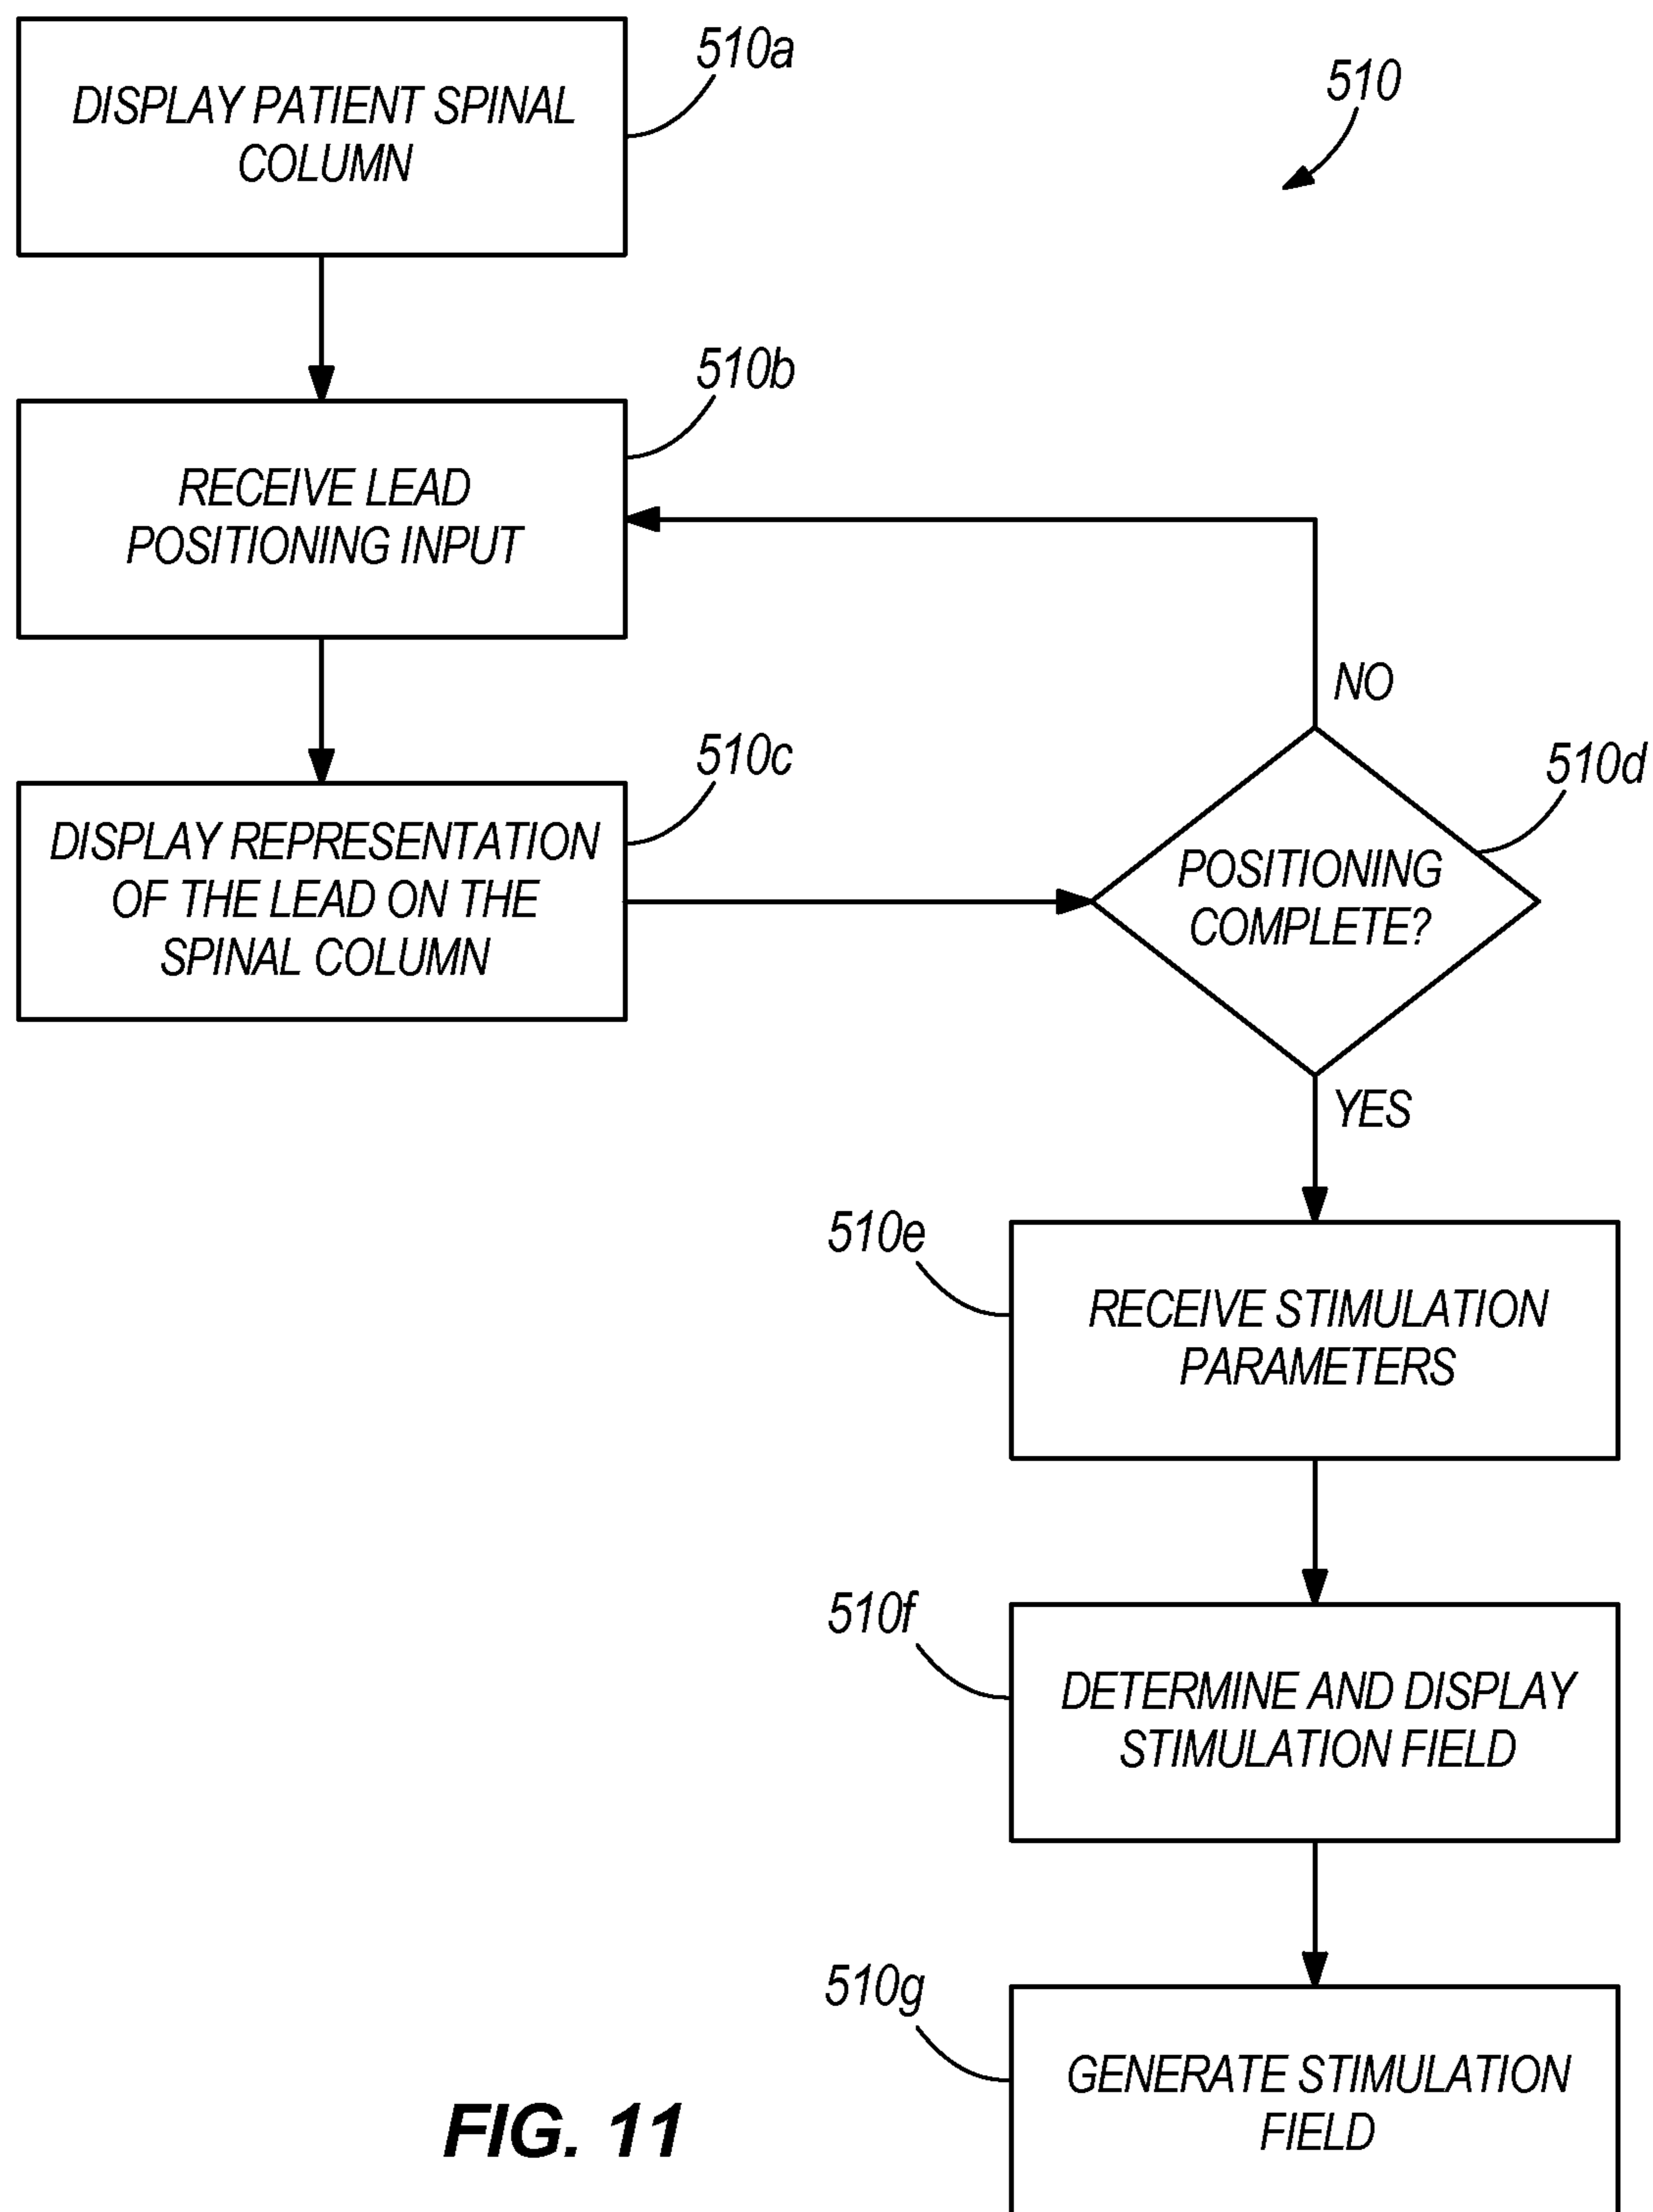 510a
DISPLAY PATIENT SPINAL
COLUMN
510
510b
RECEIVE LEAD
POSITIONING INPUT
NO
510c
DISPLAY REPRESENTATION
OF THE LEAD ON THE
SPINAL COLUMN
510d
POSITIONING
COMPLETE?
YES
510e
RECEIVE STIMULATION
PARAMETERS
510f
DETERMINE AND DISPLAY
STIMULATION FIELD
510g
GENERATE STIMULATION
FIELD
FIG. 11